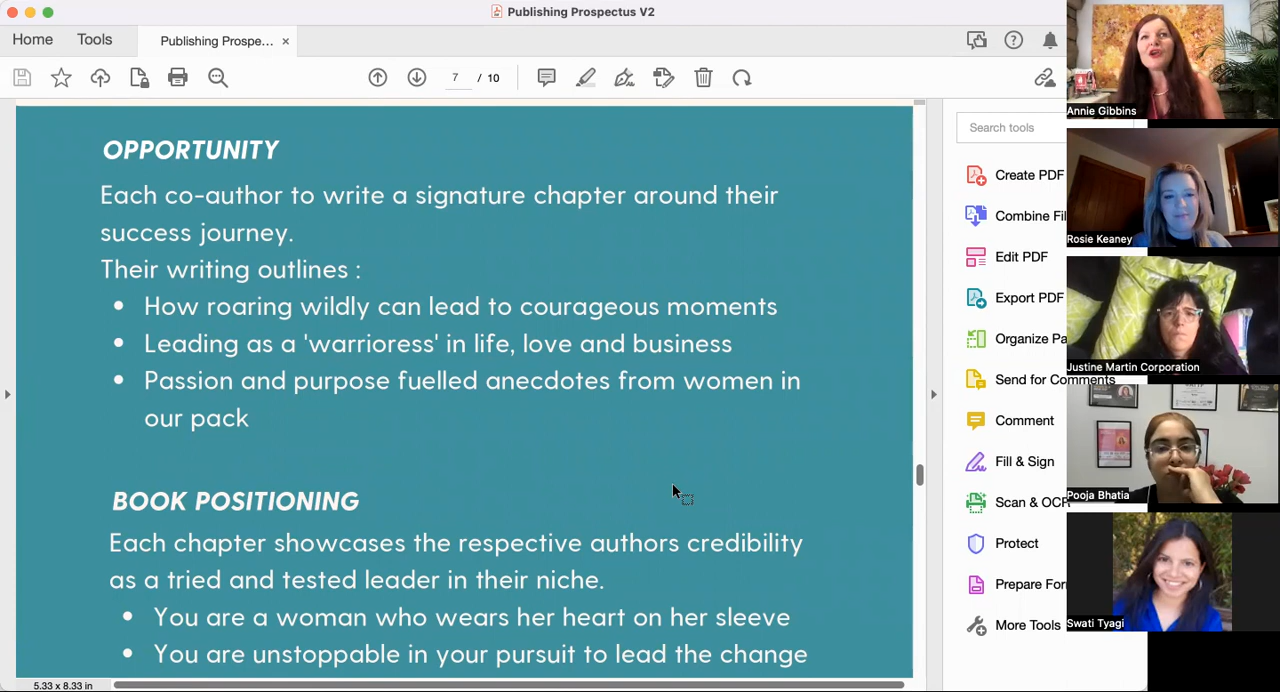 Publishing Prospectus V2
Home
Tools
Publishing Prospe...
×
7 / 10
OPPORTUNITY
Each co-author to write a signature chapter around their
success journey.
Their writing outlines :
• How roaring wildly can lead to courageous moments
• Leading as a 'warrioress' in life, love and business
• Passion and purpose fuelled anecdotes from women in
our pack
BOOK POSITIONING
Each chapter showcases the respective authors credibility
as a tried and tested leader in their niche.
• You are a woman who wears her heart on her sleeve
• You are unstoppable in your pursuit to lead the change
5.33 x 8.33 in
Search tools
Create PDF
Combine Fil
Edit PDF
Export PDF
Organize Pa
Send for Comments
Comment
Fill & Sign
Scan & OCR
Protect
Prepare For
More Tools
Annie Gibbins
Rosie Keaney
Justine Martin Corporation
Pooja Bhatia
Swati Tyagi